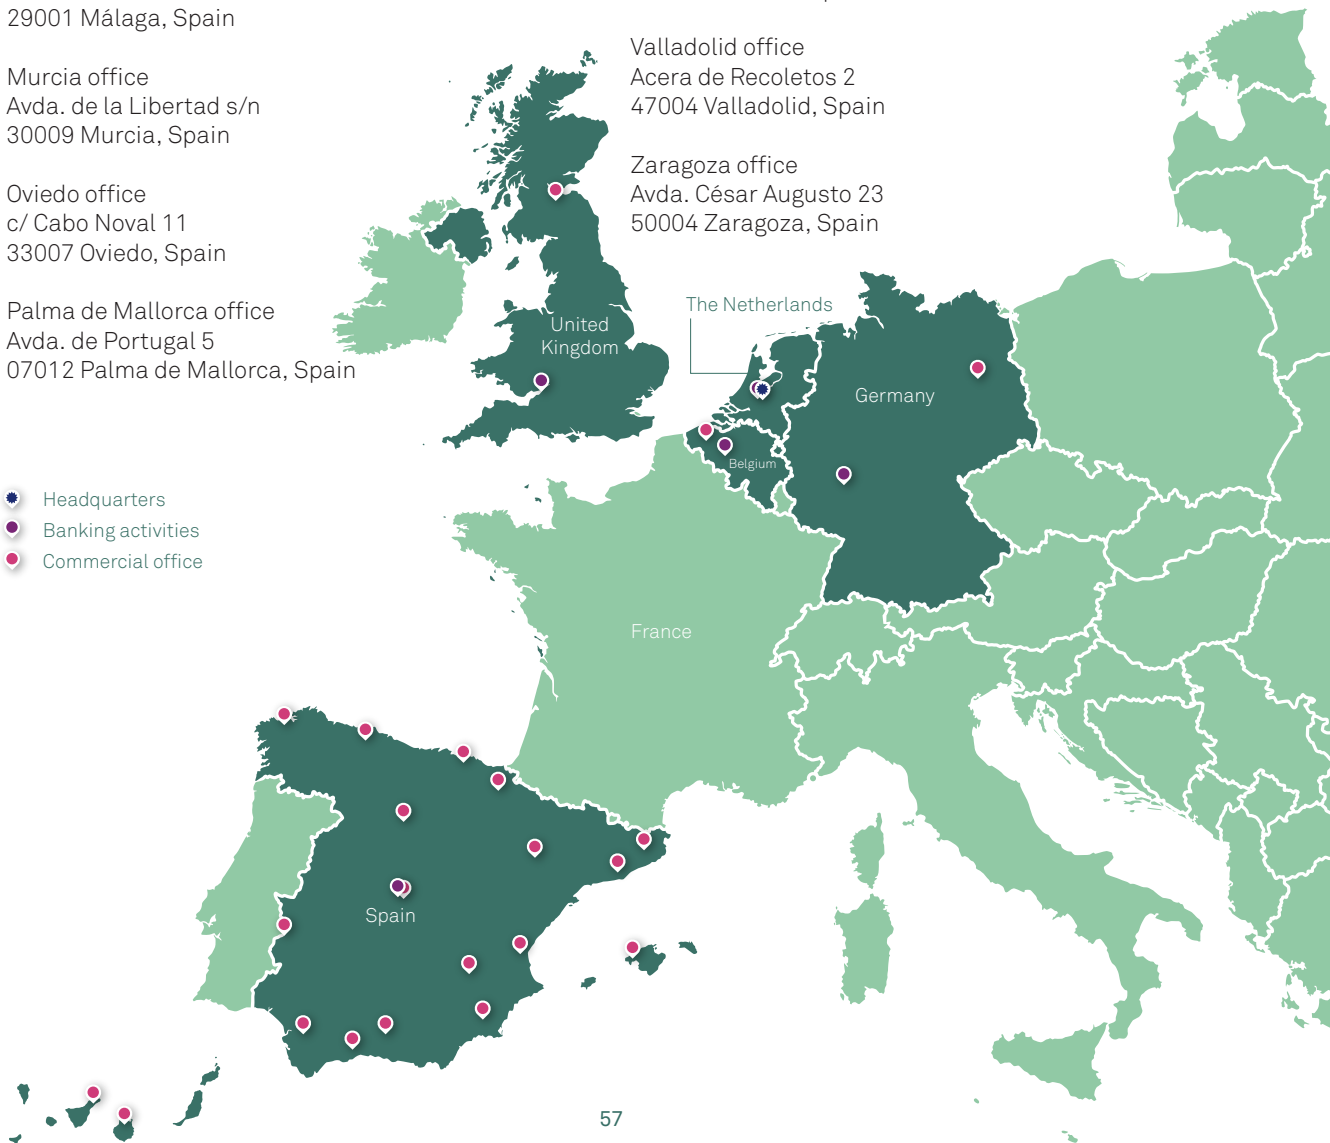 29001 Málaga, Spain
Murcia office
Avda. de la Libertad s/n
30009 Murcia, Spain
Oviedo office
c/ Cabo Noval 11
33007 Oviedo, Spain
Palma de Mallorca office
Avda. de Portugal 5
07012 Palma de Mallorca, Spain
Valladolid office
Acera de Recoletos 2
47004 Valladolid, Spain
Zaragoza office
Avda. César Augusto 23
50004 Zaragoza, Spain
The Netherlands
United
Kingdom
Germany
Belgium
Headquarters
Banking activities
Commercial office
France
Spain
57